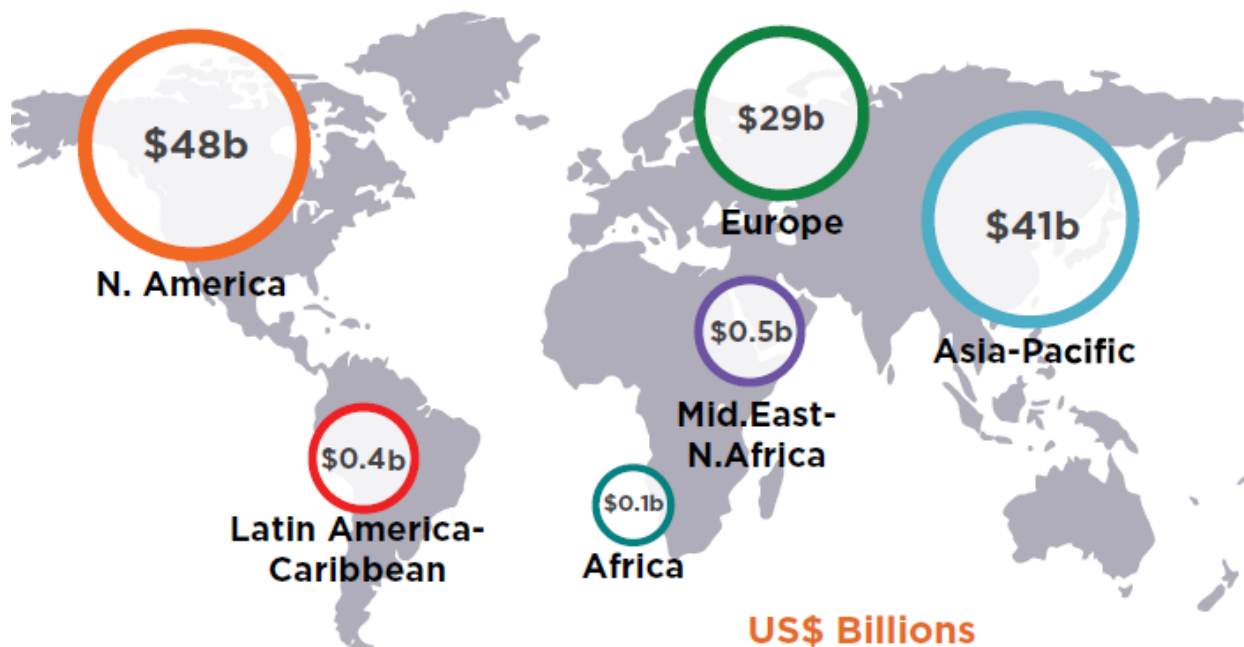 $48b
N. America
$29b
Europe
$41b
Asia-Pacific
$0.5b
Mid.East-
N.Africa
$0.4b
Latin America-
Caribbean
$0.1b
Africa
US$ Billions